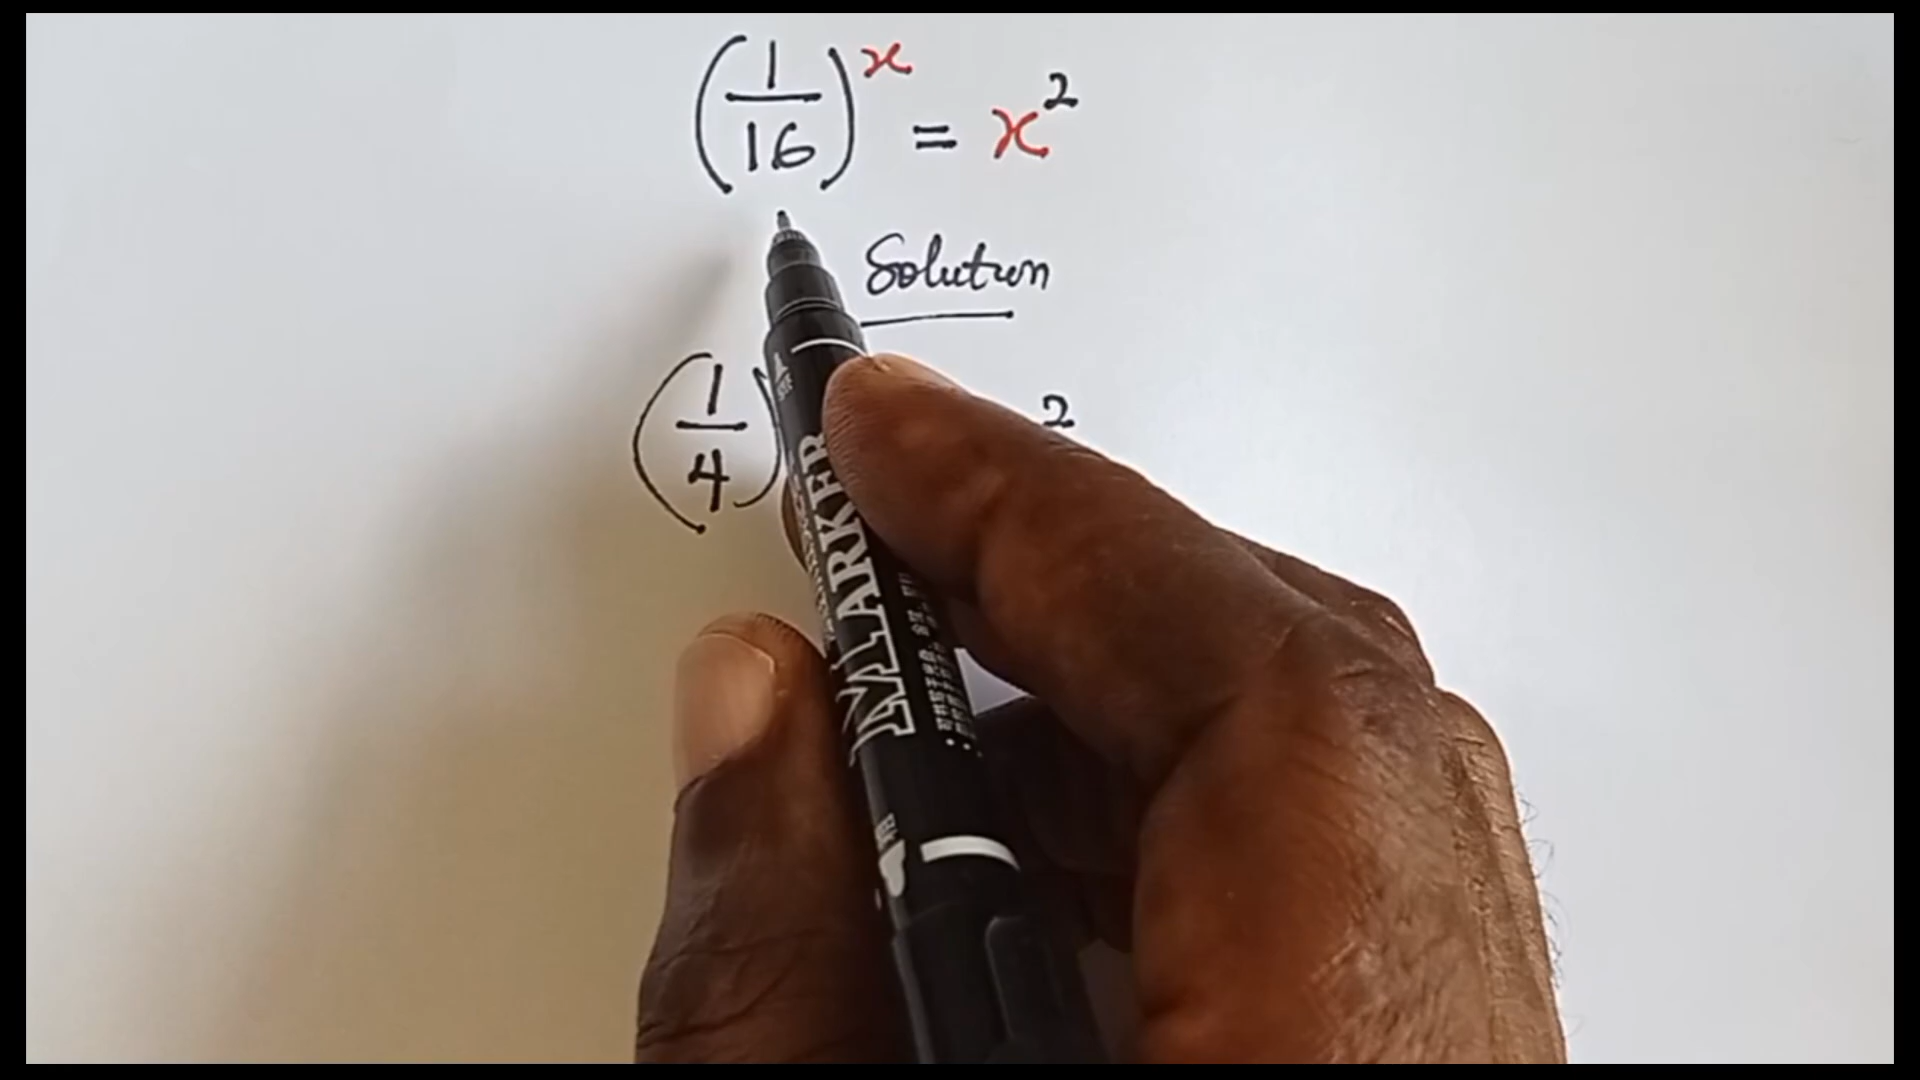 (1/16)^x = x^2
Solution
(1/4) 2
MARKER